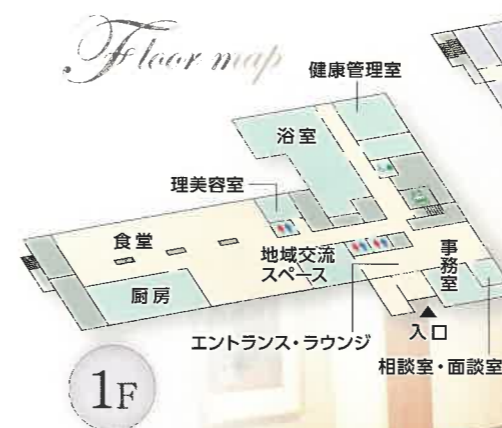 Floor map
健康管理室
浴室
理美容室
食堂
地域交流
スペース
事務室
厨房
エントランス・ラウンジ
入口
相談室・面談室
1F